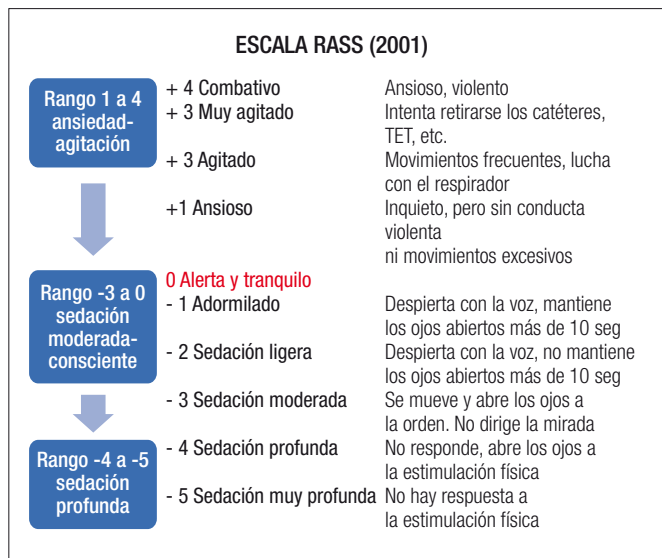 ESCALA RASS (2001)
Rango 1 a 4
ansiedad-
agitación
+ 4 Combativo Ansioso, violento
+ 3 Muy agitado Intenta retirarse los catéteres,
TET, etc.
+ 3 Agitado Movimientos frecuentes, lucha
con el respirador
+1 Ansioso Inquieto, pero sin conducta
violenta
ni movimientos excesivos
Rango -3 a 0
sedación
moderada-
consciente
0 Alerta y tranquilo
- 1 Adormilado Despierta con la voz, mantiene
los ojos abiertos más de 10 seg
- 2 Sedación ligera Despierta con la voz, no mantiene
los ojos abiertos más de 10 seg
- 3 Sedación moderada Se mueve y abre los ojos a
la orden. No dirige la mirada
Rango -4 a -5
sedación
profunda
- 4 Sedación profunda No responde, abre los ojos a
la estimulación física
- 5 Sedación muy profunda No hay respuesta a
la estimulación física